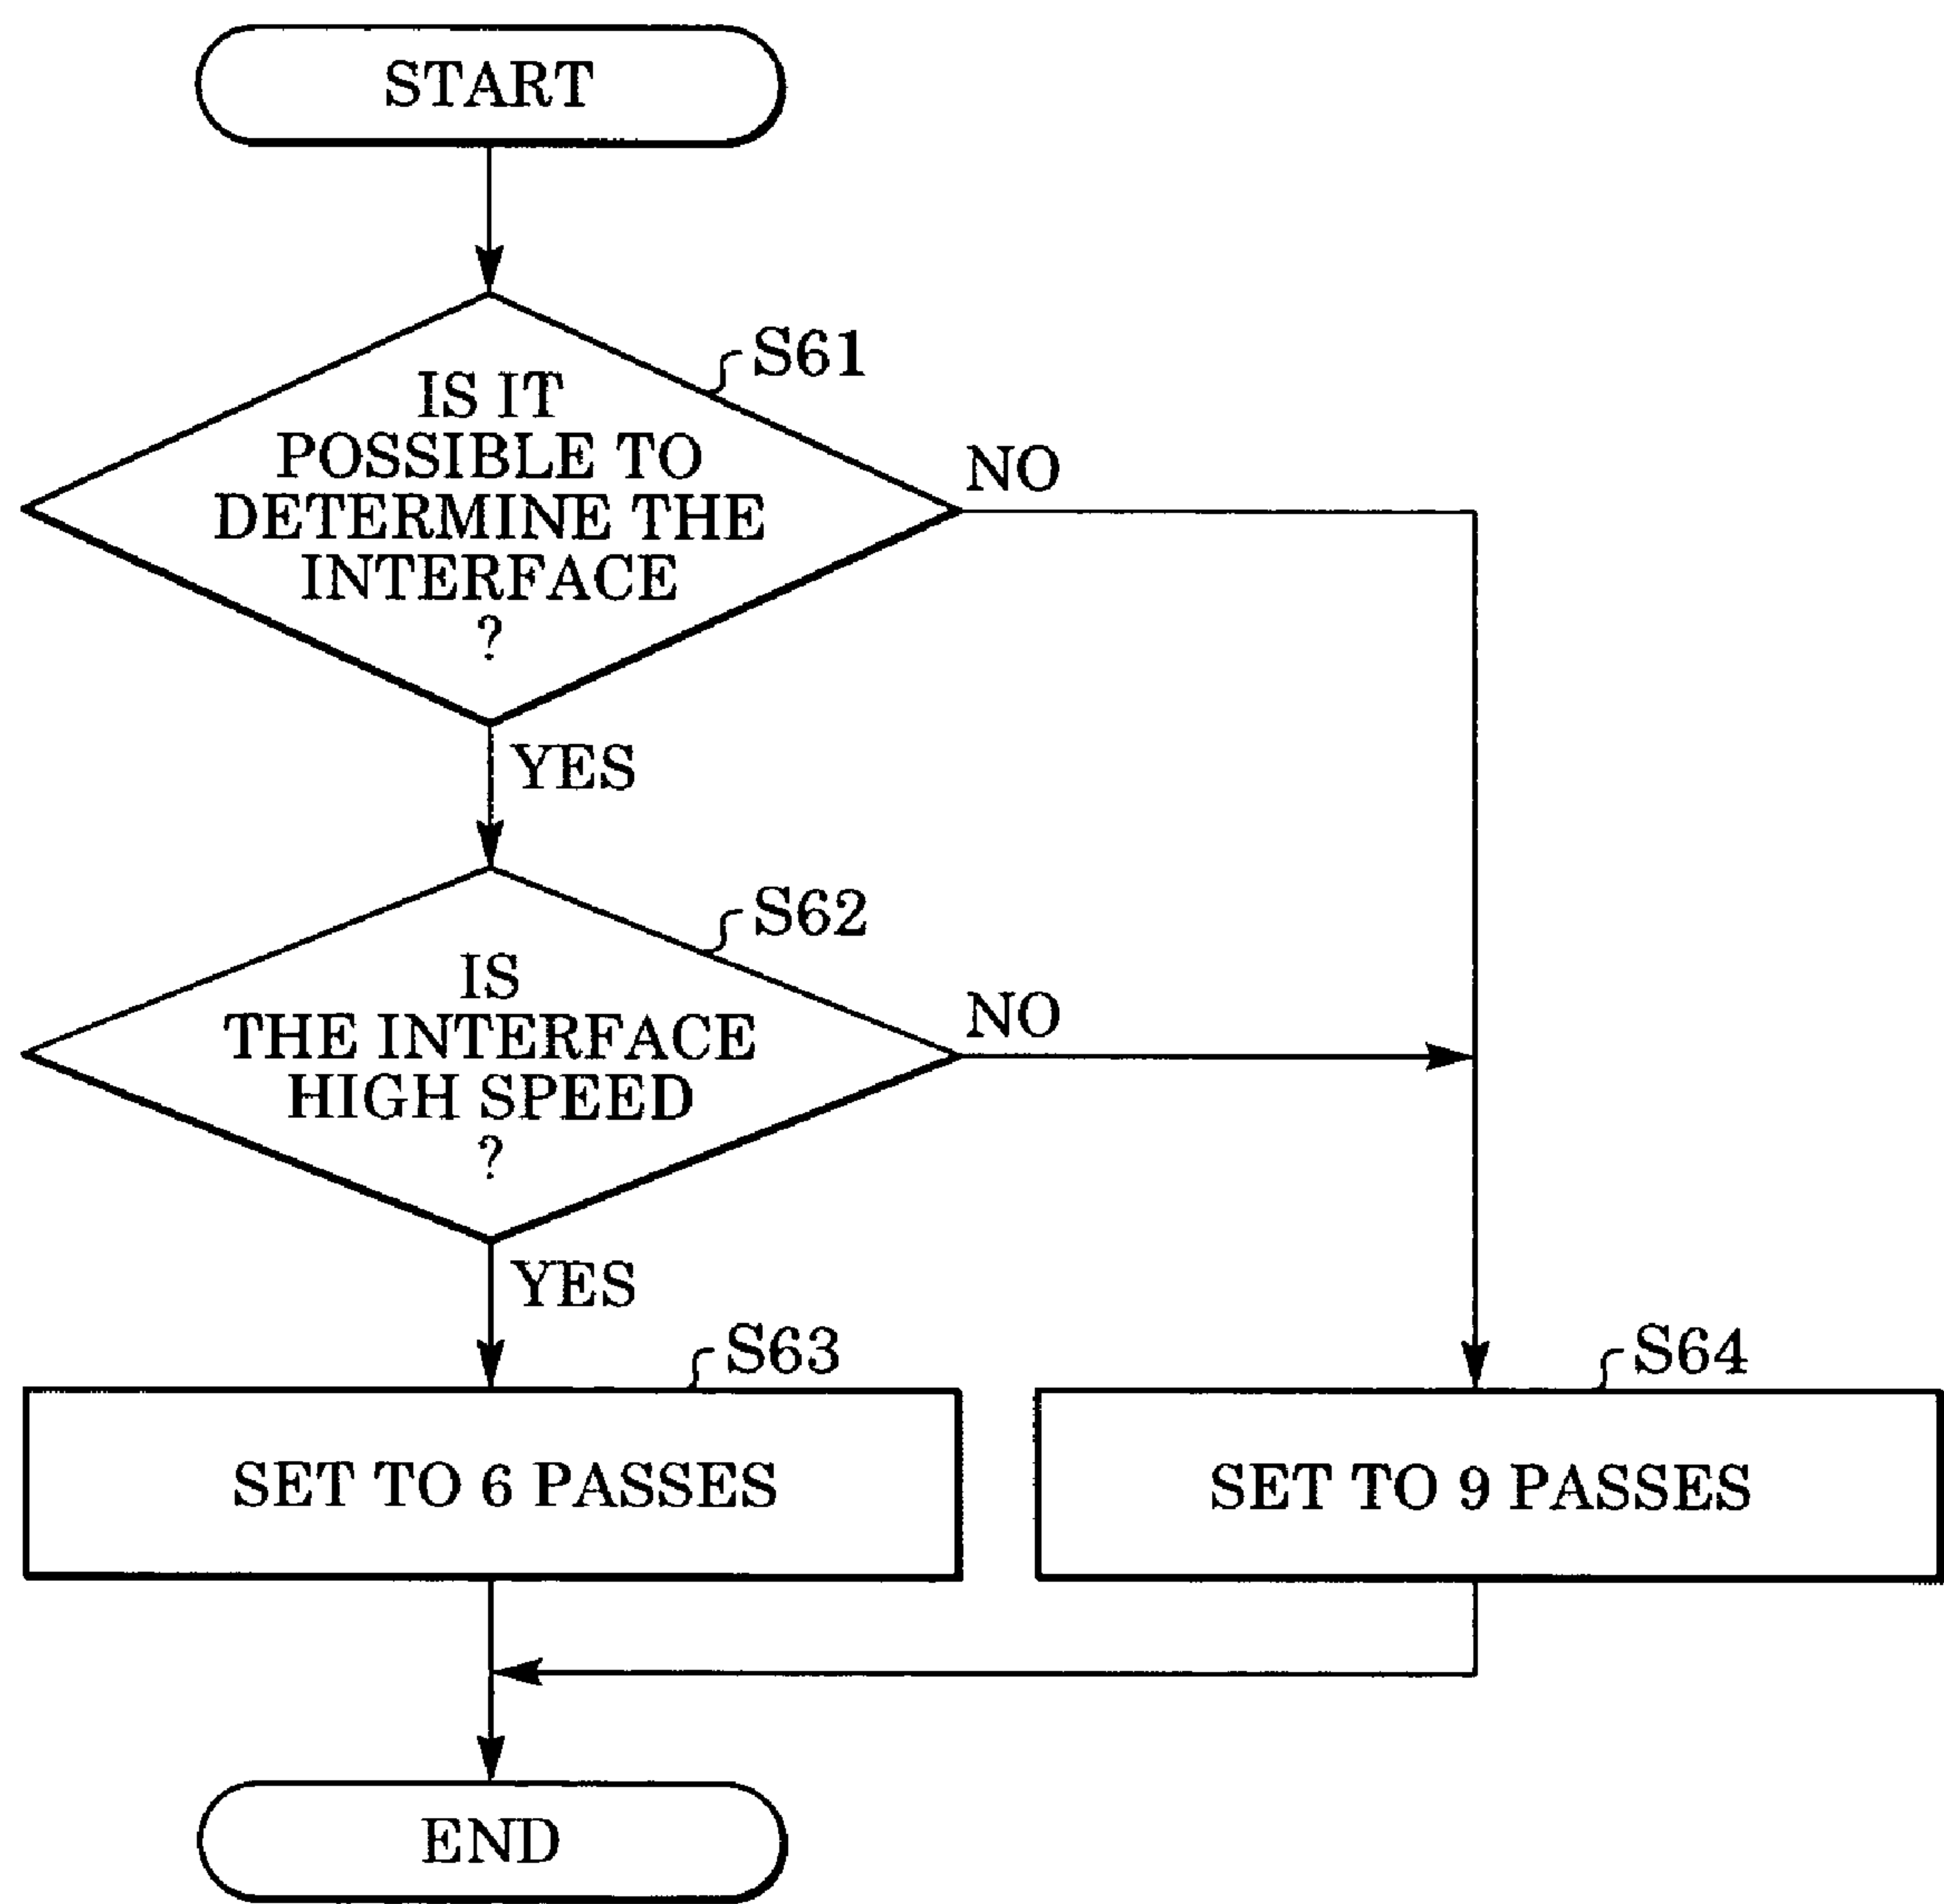 START
S61
IS IT
POSSIBLE TO
DETERMINE THE
INTERFACE
?
NO
YES
S62
IS
THE INTERFACE
HIGH SPEED
?
NO
YES
S63
SET TO 6 PASSES
S64
SET TO 9 PASSES
END